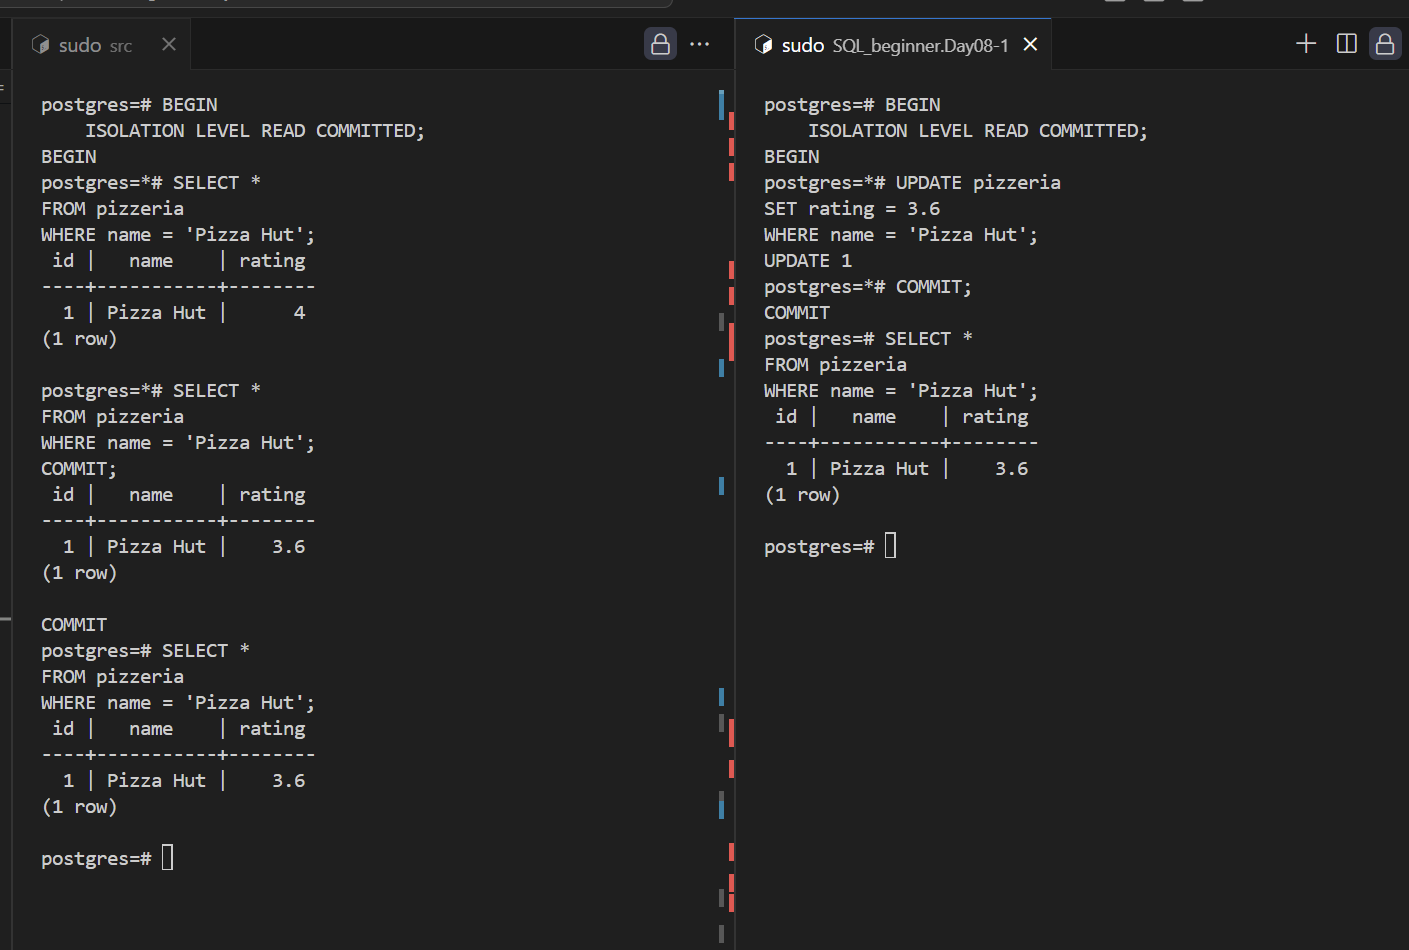 sudo src
postgres=# BEGIN
    ISOLATION LEVEL READ COMMITTED;
BEGIN
postgres=*# SELECT *
FROM pizzeria
WHERE name = 'Pizza Hut';
 id |   name    | rating
----+-----------+--------
  1 | Pizza Hut |      4
(1 row)

postgres=*# SELECT *
FROM pizzeria
WHERE name = 'Pizza Hut';
COMMIT;
 id |   name    | rating
----+-----------+--------
  1 | Pizza Hut |    3.6
(1 row)

COMMIT
postgres=# SELECT *
FROM pizzeria
WHERE name = 'Pizza Hut';
 id |   name    | rating
----+-----------+--------
  1 | Pizza Hut |    3.6
(1 row)

postgres=#
sudo SQL_beginner.Day08-1
postgres=# BEGIN
    ISOLATION LEVEL READ COMMITTED;
BEGIN
postgres=*# UPDATE pizzeria
SET rating = 3.6
WHERE name = 'Pizza Hut';
UPDATE 1
postgres=*# COMMIT;
COMMIT
postgres=# SELECT *
FROM pizzeria
WHERE name = 'Pizza Hut';
 id |   name    | rating
----+-----------+--------
  1 | Pizza Hut |    3.6
(1 row)

postgres=#